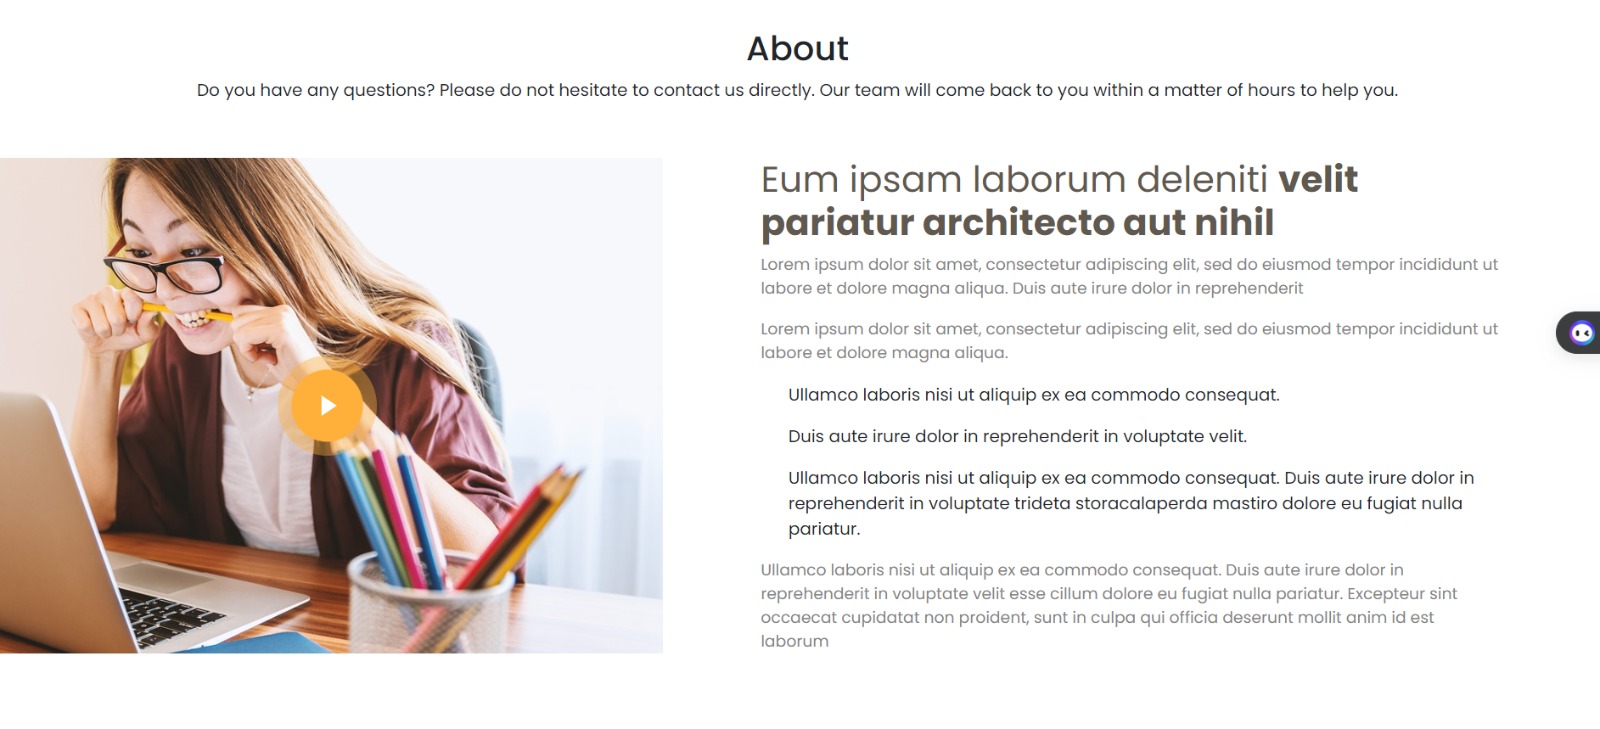 About
Do you have any questions? Please do not hesitate to contact us directly. Our team will come back to you within a matter of hours to help you.
Eum ipsam laborum deleniti velit
pariatur architecto aut nihil
Lorem ipsum dolor sit amet, consectetur adipiscing elit, sed do eiusmod tempor incididunt ut
labore et dolore magna aliqua. Duis aute irure dolor in reprehenderit
Lorem ipsum dolor sit amet, consectetur adipiscing elit, sed do eiusmod tempor incididunt ut
labore et dolore magna aliqua.
Ullamco laboris nisi ut aliquip ex ea commodo consequat.
Duis aute irure dolor in reprehenderit in voluptate velit.
Ullamco laboris nisi ut aliquip ex ea commodo consequat. Duis aute irure dolor in
reprehenderit in voluptate trideta storacalaperda mastiro dolore eu fugiat nulla
pariatur.
Ullamco laboris nisi ut aliquip ex ea commodo consequat. Duis aute irure dolor in
reprehenderit in voluptate velit esse cillum dolore eu fugiat nulla pariatur. Excepteur sint
occaecat cupidatat non proident, sunt in culpa qui officia deserunt mollit anim id est
laborum